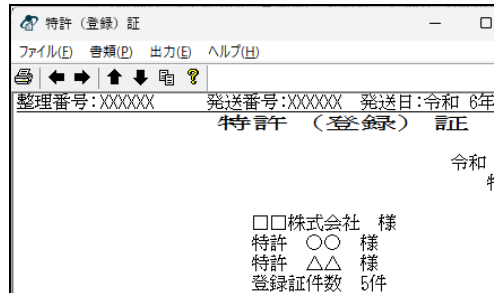 特許（登録）証
ファイル(F) 書類(P) 出力(E) ヘルプ(H)
整理番号:XXXXXX 発送番号:XXXXXX 発送日:令和 6年
特許（登録）証
令和
特
□□株式会社 様
特許 ○○ 様
特許 △△ 様
登録証件数 5件